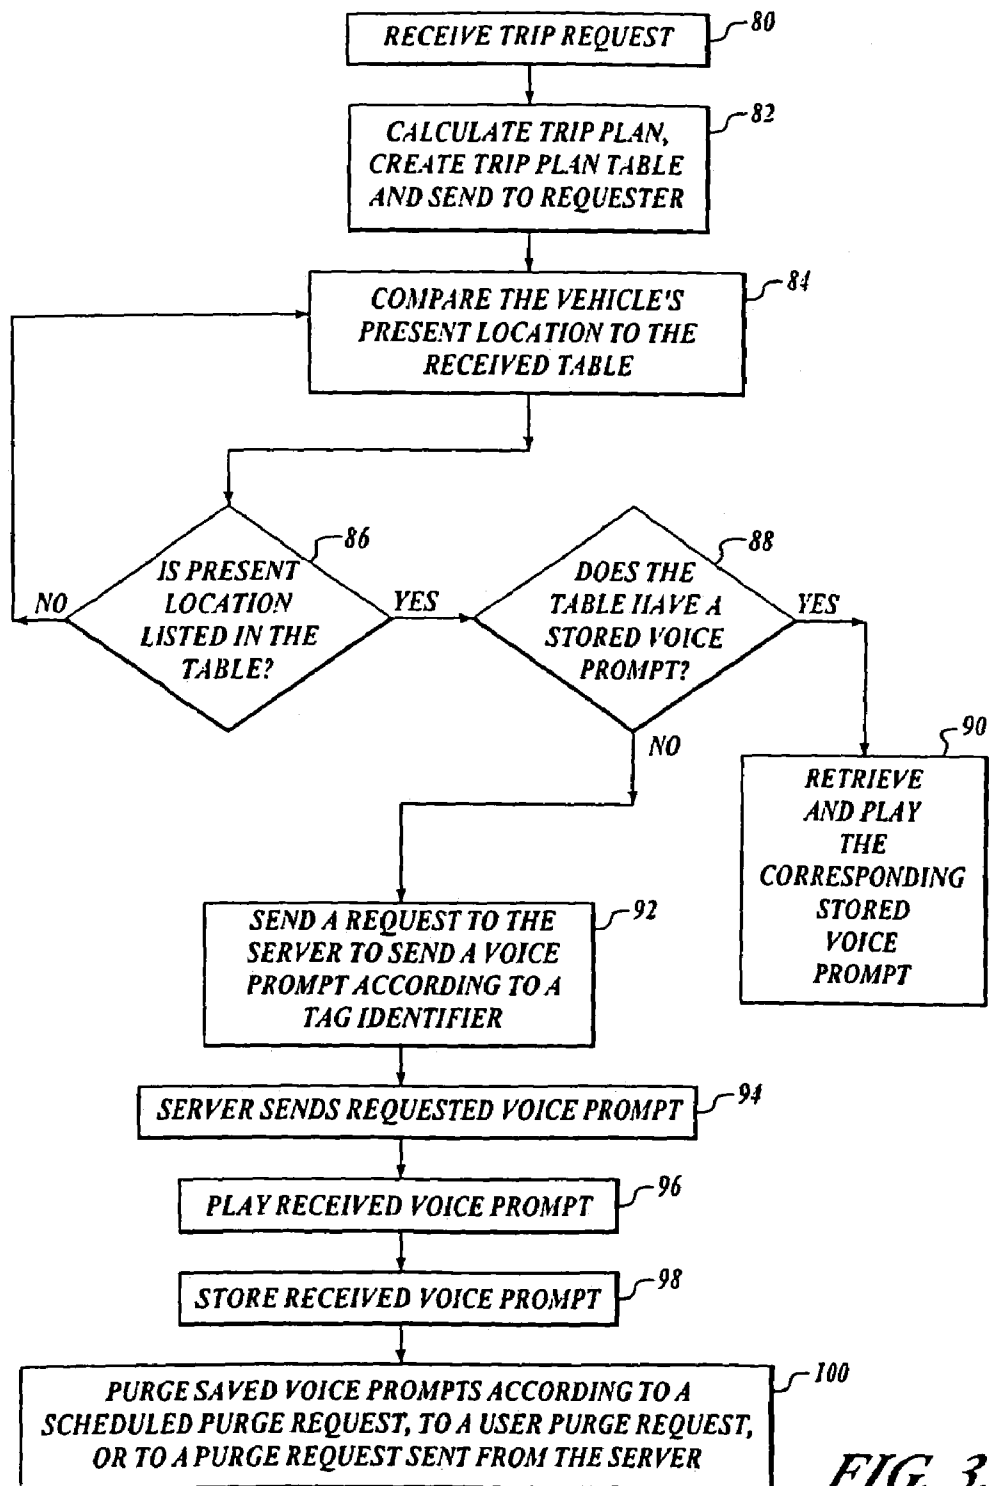 RECEIVE TRIP REQUEST
80
CALCULATE TRIP PLAN,
CREATE TRIP PLAN TABLE
AND SEND TO REQUESTER
82
COMPARE THE VEHICLE'S
PRESENT LOCATION TO THE
RECEIVED TABLE
84
IS PRESENT
LOCATION
LISTED IN THE
TABLE?
86
NO
YES
DOES THE
TABLE HAVE A
STORED VOICE
PROMPT?
88
YES
NO
RETRIEVE
AND PLAY
THE
CORRESPONDING
STORED
VOICE
PROMPT
90
SEND A REQUEST TO THE
SERVER TO SEND A VOICE
PROMPT ACCORDING TO A
TAG IDENTIFIER
92
SERVER SENDS REQUESTED VOICE PROMPT
94
PLAY RECEIVED VOICE PROMPT
96
STORE RECEIVED VOICE PROMPT
98
PURGE SAVED VOICE PROMPTS ACCORDING TO A
SCHEDULED PURGE REQUEST, TO A USER PURGE REQUEST,
OR TO A PURGE REQUEST SENT FROM THE SERVER
100
FIG. 3.